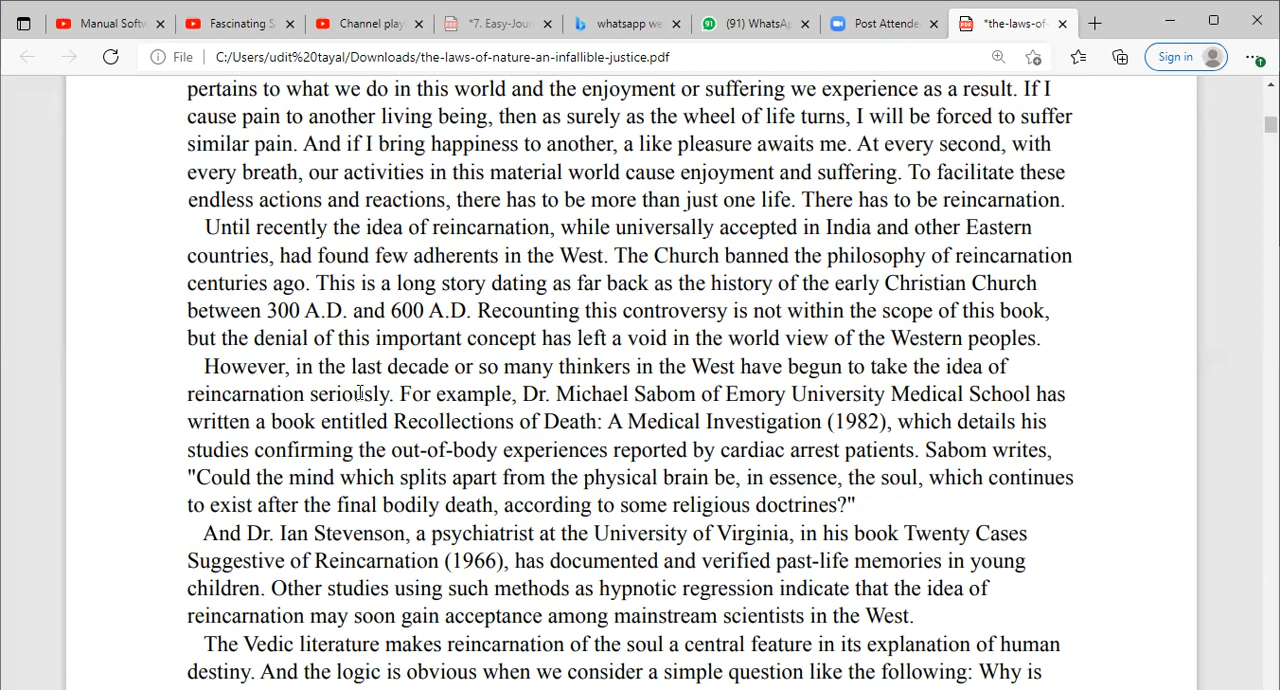 Manual Softw
Fascinating S
Channel play
*7. Easy-Jour
whatsapp we
(91) WhatsAp
Post Attende
*the-laws-of-
File
C:/Users/udit%20tayal/Downloads/the-laws-of-nature-an-infallible-justice.pdf
Sign in
pertains to what we do in this world and the enjoyment or suffering we experience as a result. If I
cause pain to another living being, then as surely as the wheel of life turns, I will be forced to suffer
similar pain. And if I bring happiness to another, a like pleasure awaits me. At every second, with
every breath, our activities in this material world cause enjoyment and suffering. To facilitate these
endless actions and reactions, there has to be more than just one life. There has to be reincarnation.
Until recently the idea of reincarnation, while universally accepted in India and other Eastern
countries, had found few adherents in the West. The Church banned the philosophy of reincarnation
centuries ago. This is a long story dating as far back as the history of the early Christian Church
between 300 A.D. and 600 A.D. Recounting this controversy is not within the scope of this book,
but the denial of this important concept has left a void in the world view of the Western peoples.
However, in the last decade or so many thinkers in the West have begun to take the idea of
reincarnation seriously. For example, Dr. Michael Sabom of Emory University Medical School has
written a book entitled Recollections of Death: A Medical Investigation (1982), which details his
studies confirming the out-of-body experiences reported by cardiac arrest patients. Sabom writes,
"Could the mind which splits apart from the physical brain be, in essence, the soul, which continues
to exist after the final bodily death, according to some religious doctrines?"
And Dr. Ian Stevenson, a psychiatrist at the University of Virginia, in his book Twenty Cases
Suggestive of Reincarnation (1966), has documented and verified past-life memories in young
children. Other studies using such methods as hypnotic regression indicate that the idea of
reincarnation may soon gain acceptance among mainstream scientists in the West.
The Vedic literature makes reincarnation of the soul a central feature in its explanation of human
destiny. And the logic is obvious when we consider a simple question like the following: Why is